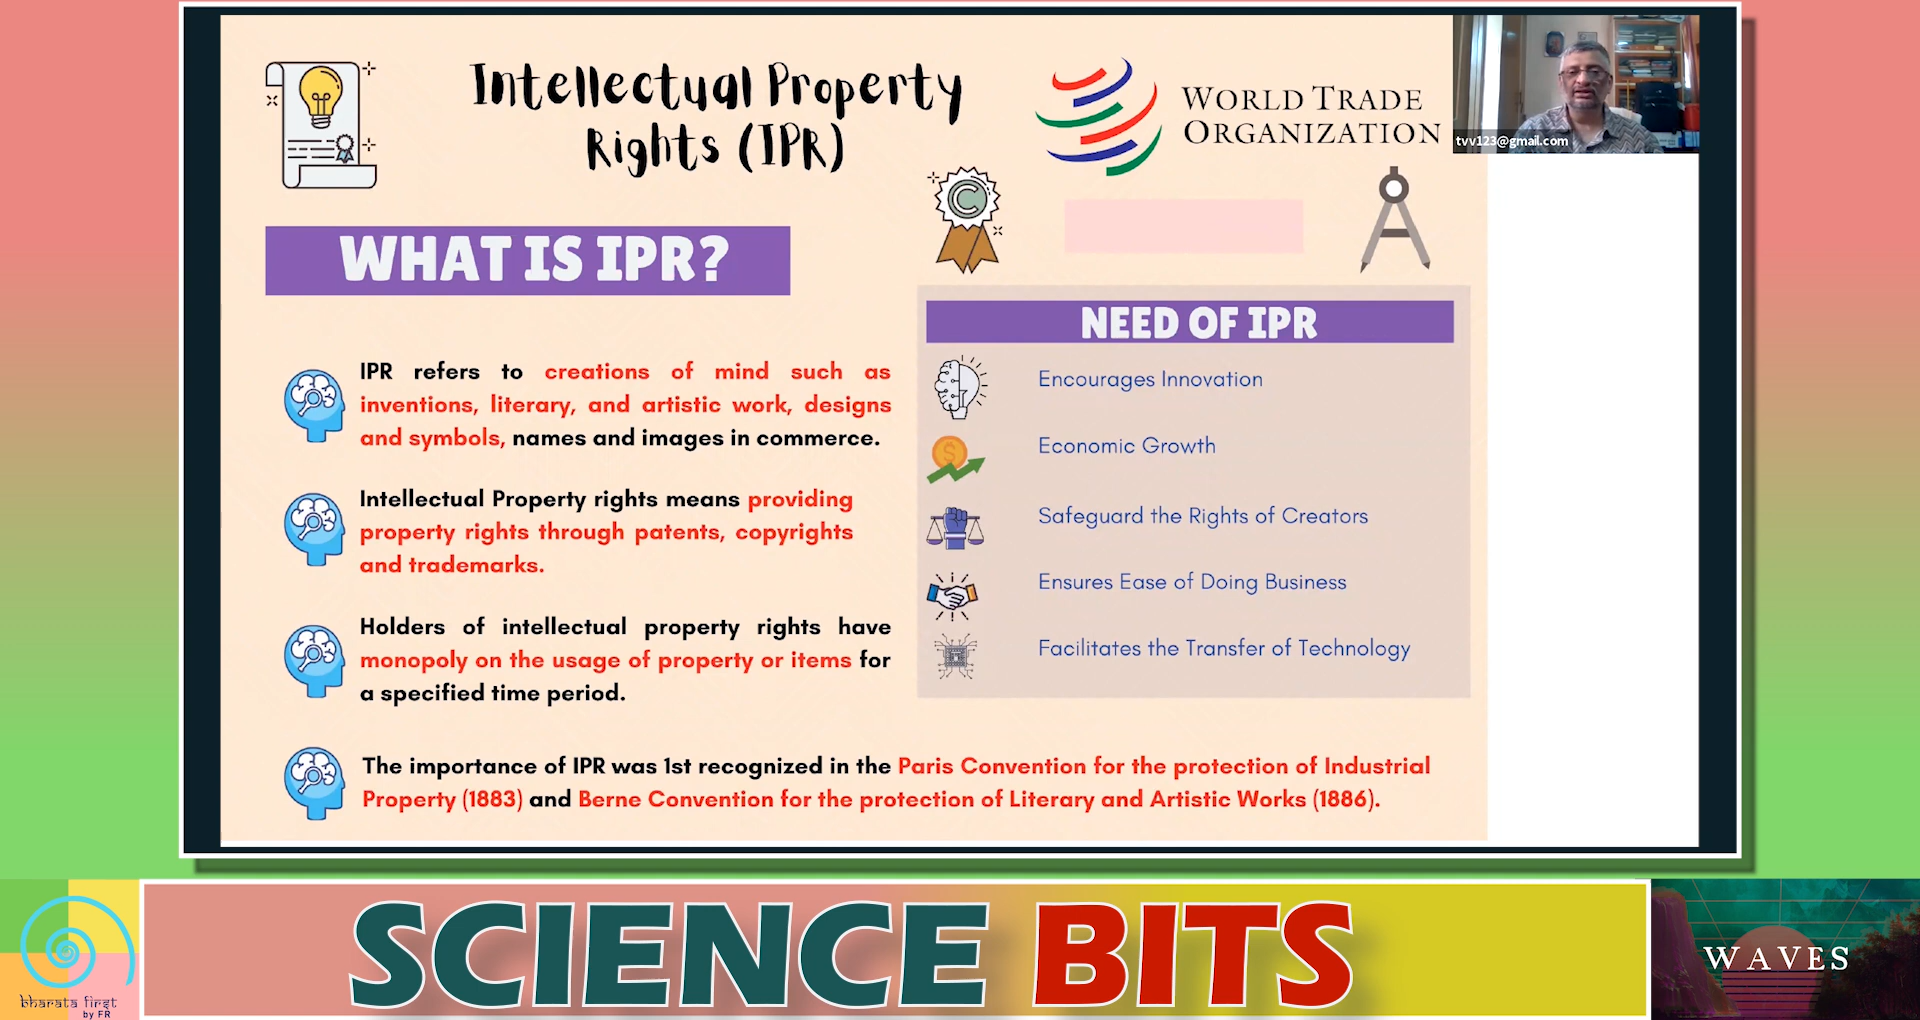 Intellectual Property
Rights (IPR)
WORLD TRADE
ORGANIZATION
tvv123@gmail.com
C
WHAT IS IPR?
IPR refers to creations of mind such as
inventions, literary, and artistic work, designs
and symbols, names and images in commerce.
Intellectual Property rights means providing
property rights through patents, copyrights
and trademarks.
Holders of intellectual property rights have
monopoly on the usage of property or items for
a specified time period.
NEED OF IPR
Encourages Innovation
$
Economic Growth
Safeguard the Rights of Creators
Ensures Ease of Doing Business
Facilitates the Transfer of Technology
The importance of IPR was 1st recognized in the Paris Convention for the protection of Industrial
Property (1883) and Berne Convention for the protection of Literary and Artistic Works (1886).
bharata first
by FR
SCIENCE BITS
WAVES